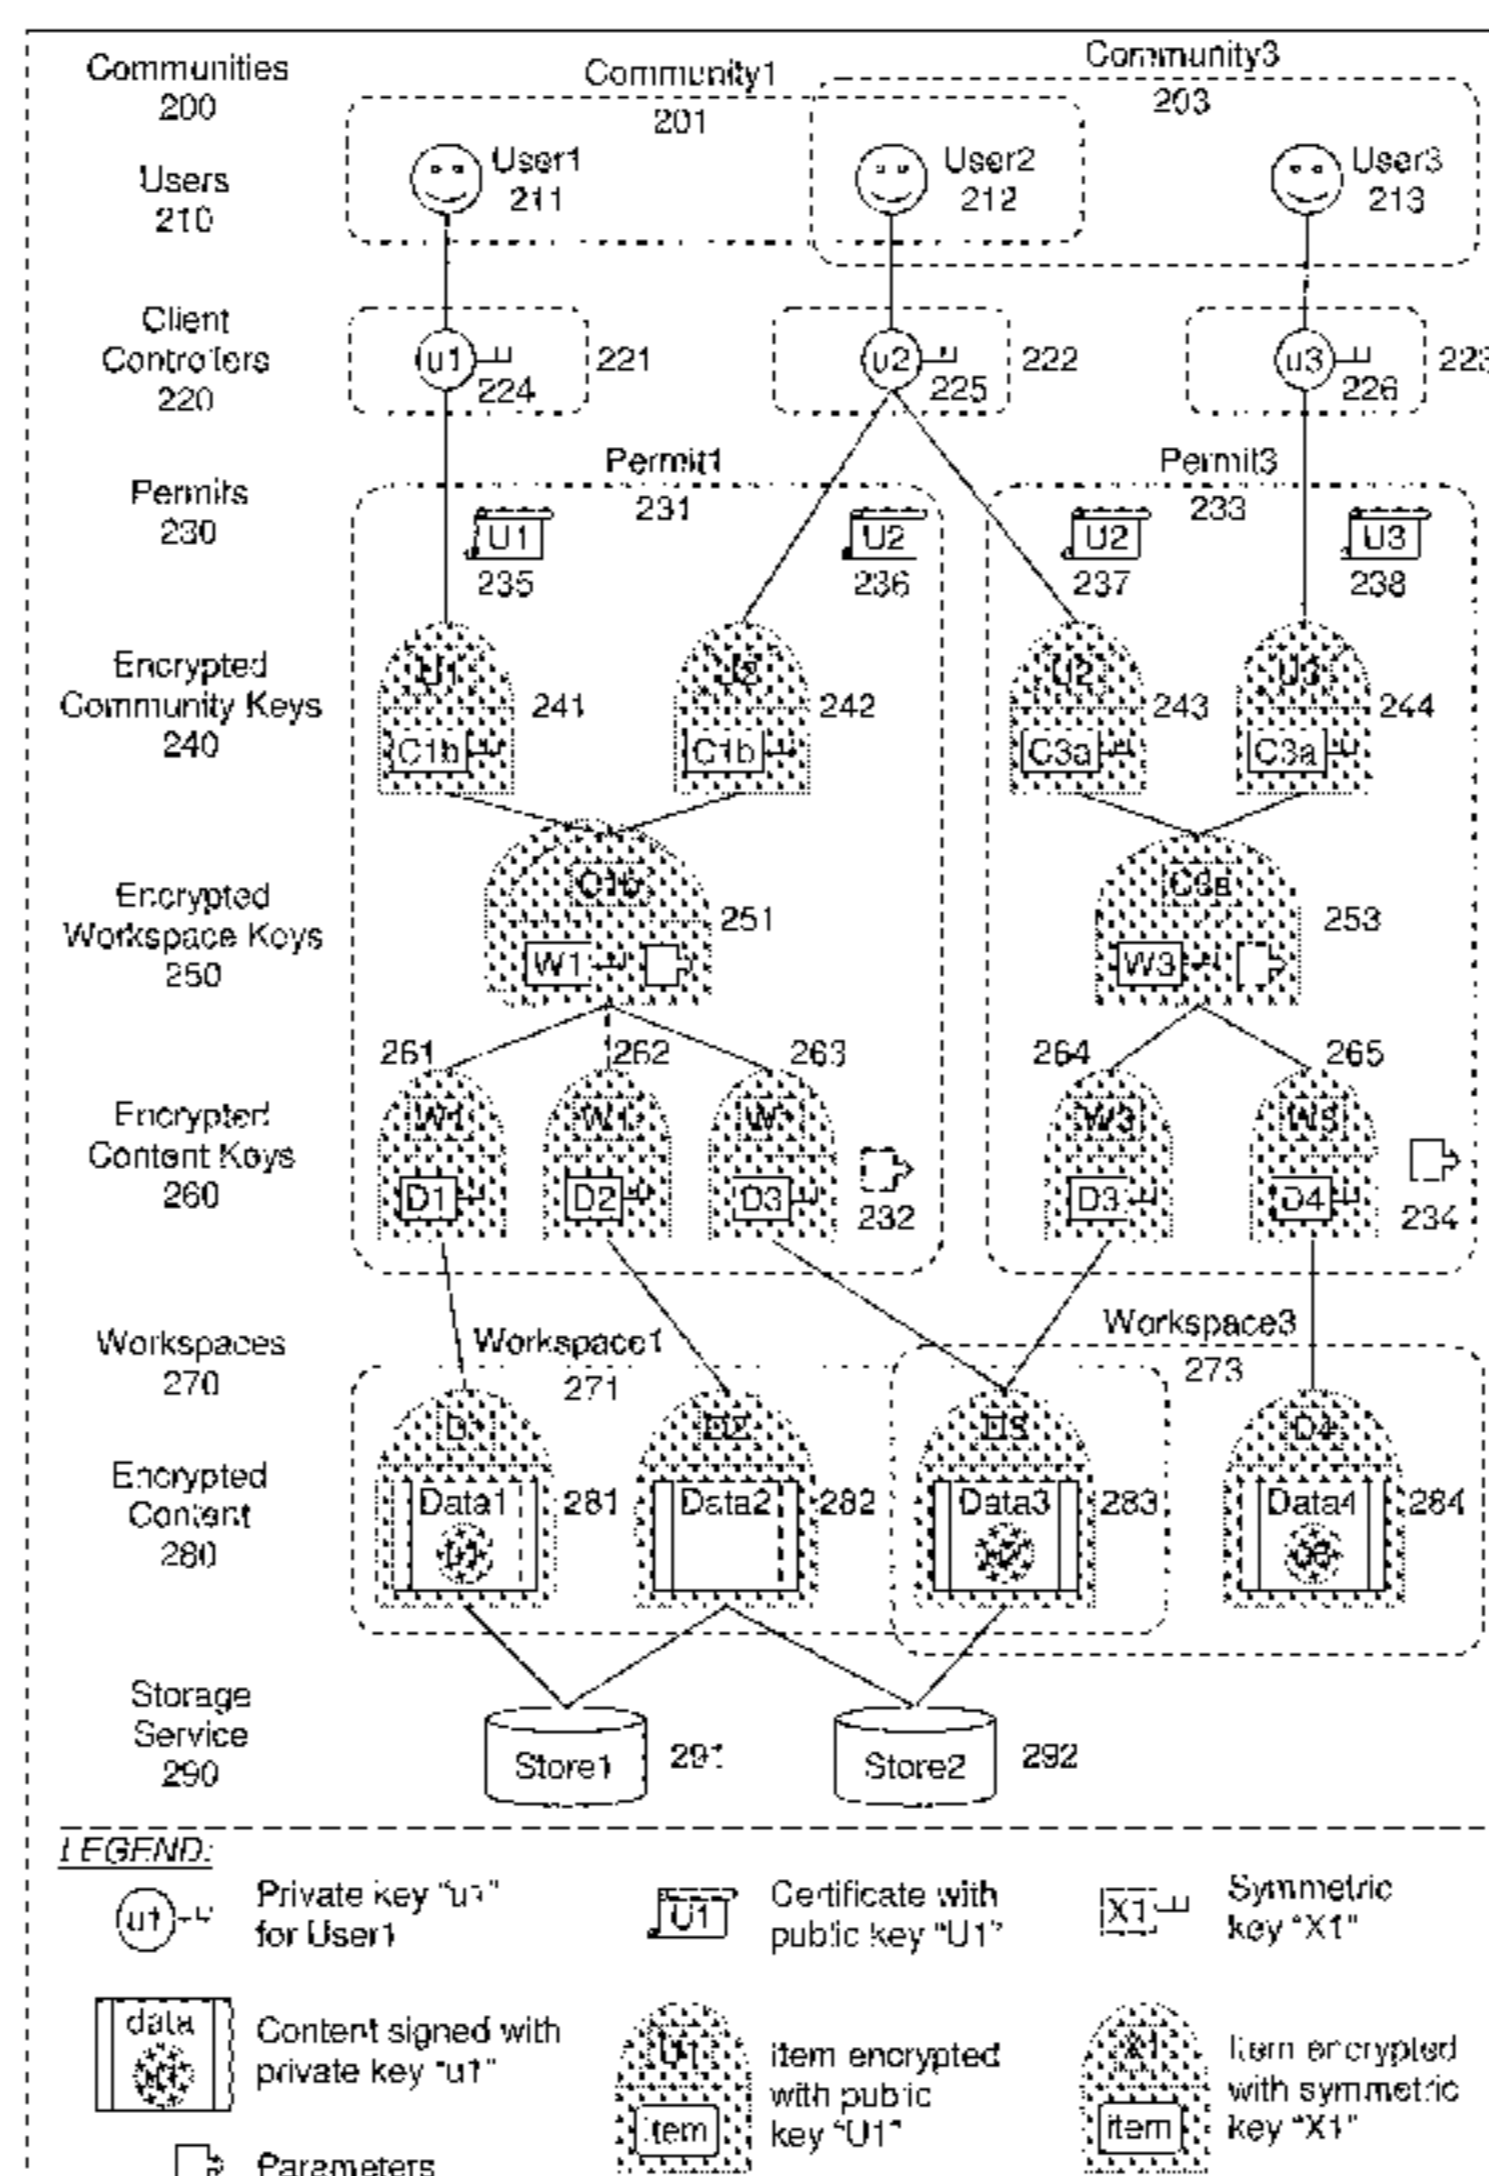 Communities
200
Community1
201
Community3
203
Users
210
User1
211
User2
212
User3
213
Client
Controllers
220
u1
224
221
u2
225
222
u3
226
Permits
230
Permit1
231
Permit3
233
U1
235
U2
236
U2
237
U3
238
Encrypted
Community Keys
240
U1
C1b
241
C1b
242
U2
C3a
243
U3
C3a
244
Encrypted
Workspace Keys
250
C1b
W1
251
C3a
W3
253
261
262
263
264
265
Encrypted
Content Keys
260
W1
D1
W1
D2
D3
232
W3
D3
W3
D4
234
Workspaces
270
Workspace1
271
Workspace3
273
Encrypted
Content
280
Data1
281
D2
Data2
282
D3
Data3
283
D4
Data4
284
Storage
Service
290
Store1
291
Store2
292
LEGEND:
u1
Private key "u1"
for User1
U1
Certificate with
public key "U1"
X1
Symmetric
key "X1"
data
Content signed with
private key "u1"
U1
item
item encrypted
with public
key "U1"
X1
item
Item encrypted
with symmetric
key "X1"
Parameters